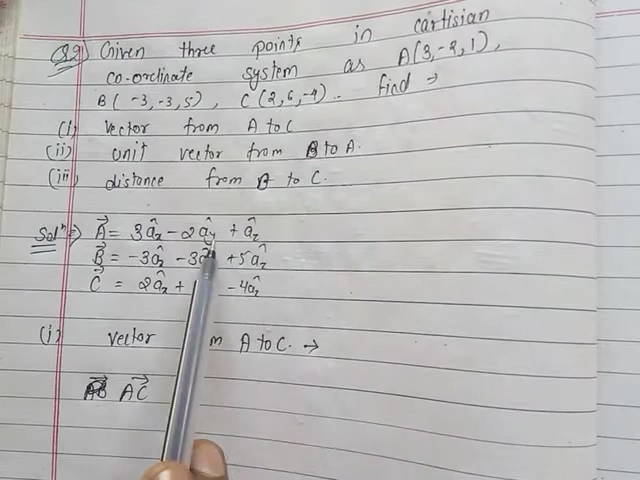 Q2) Given three points in cartisian
co-ordinate system as A(3,-2,1),
B(-3,-3,5), C(2,6,-4).. find →
(i) vector from A to C
(ii) unit vector from B to A.
(iii) distance from B to C.
Solⁿ ⇒ A⃗ = 3âx - 2ây + âz
B⃗ = -3âx - 3â +5âz
C⃗ = 2âx + - 4âz
(i) vector m A to C. →
AC⃗